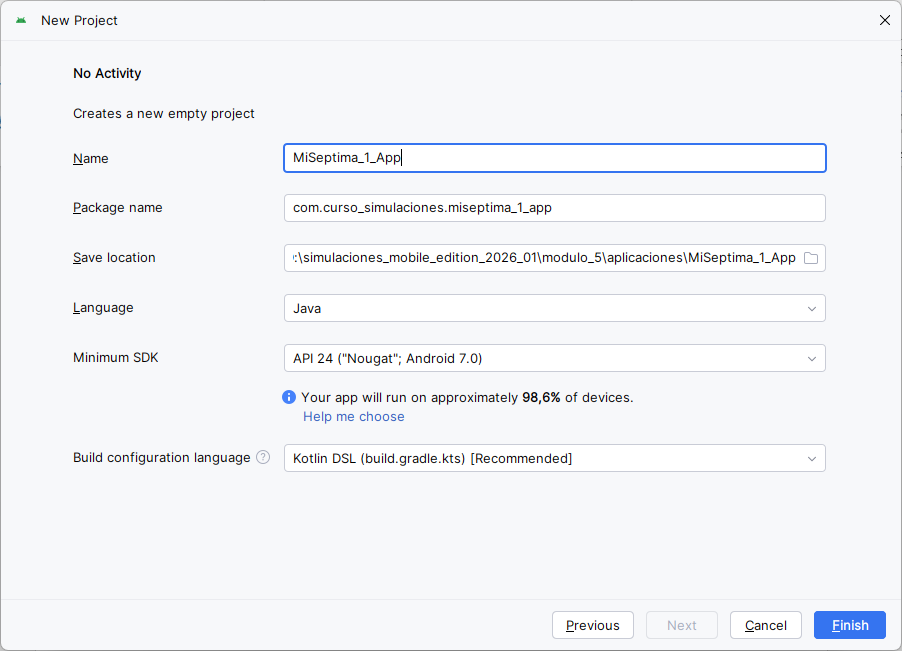 New Project
No Activity
Creates a new empty project
Name MiSeptima_1_App
Package name com.curso_simulaciones.miseptima_1_app
Save location :\simulaciones_mobile_edition_2026_01\modulo_5\aplicaciones\MiSeptima_1_App
Language Java
Minimum SDK API 24 ("Nougat"; Android 7.0)
Your app will run on approximately 98,6% of devices.
Help me choose
Build configuration language ? Kotlin DSL (build.gradle.kts) [Recommended]
Previous Next Cancel Finish